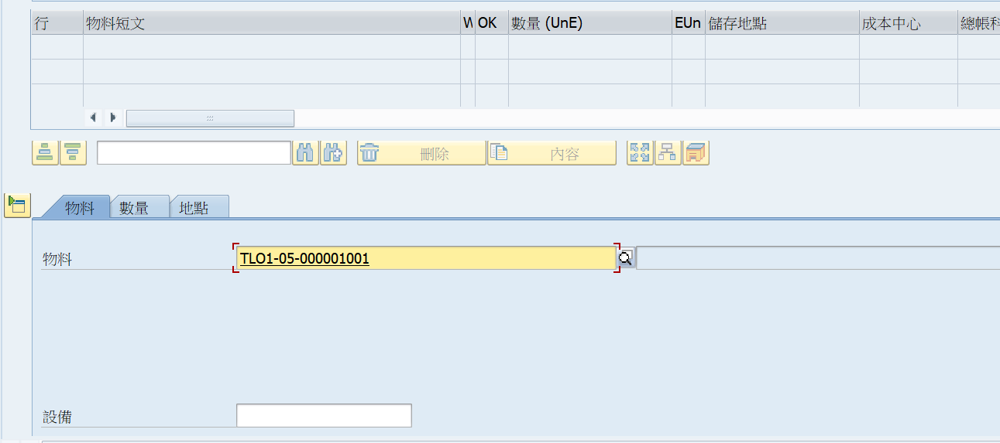 行 物料短文 W OK 數量 (UnE) EUn 儲存地點 成本中心 總帳科
刪除 內容
物料 數量 地點
物料 TLO1-05-000001001
設備